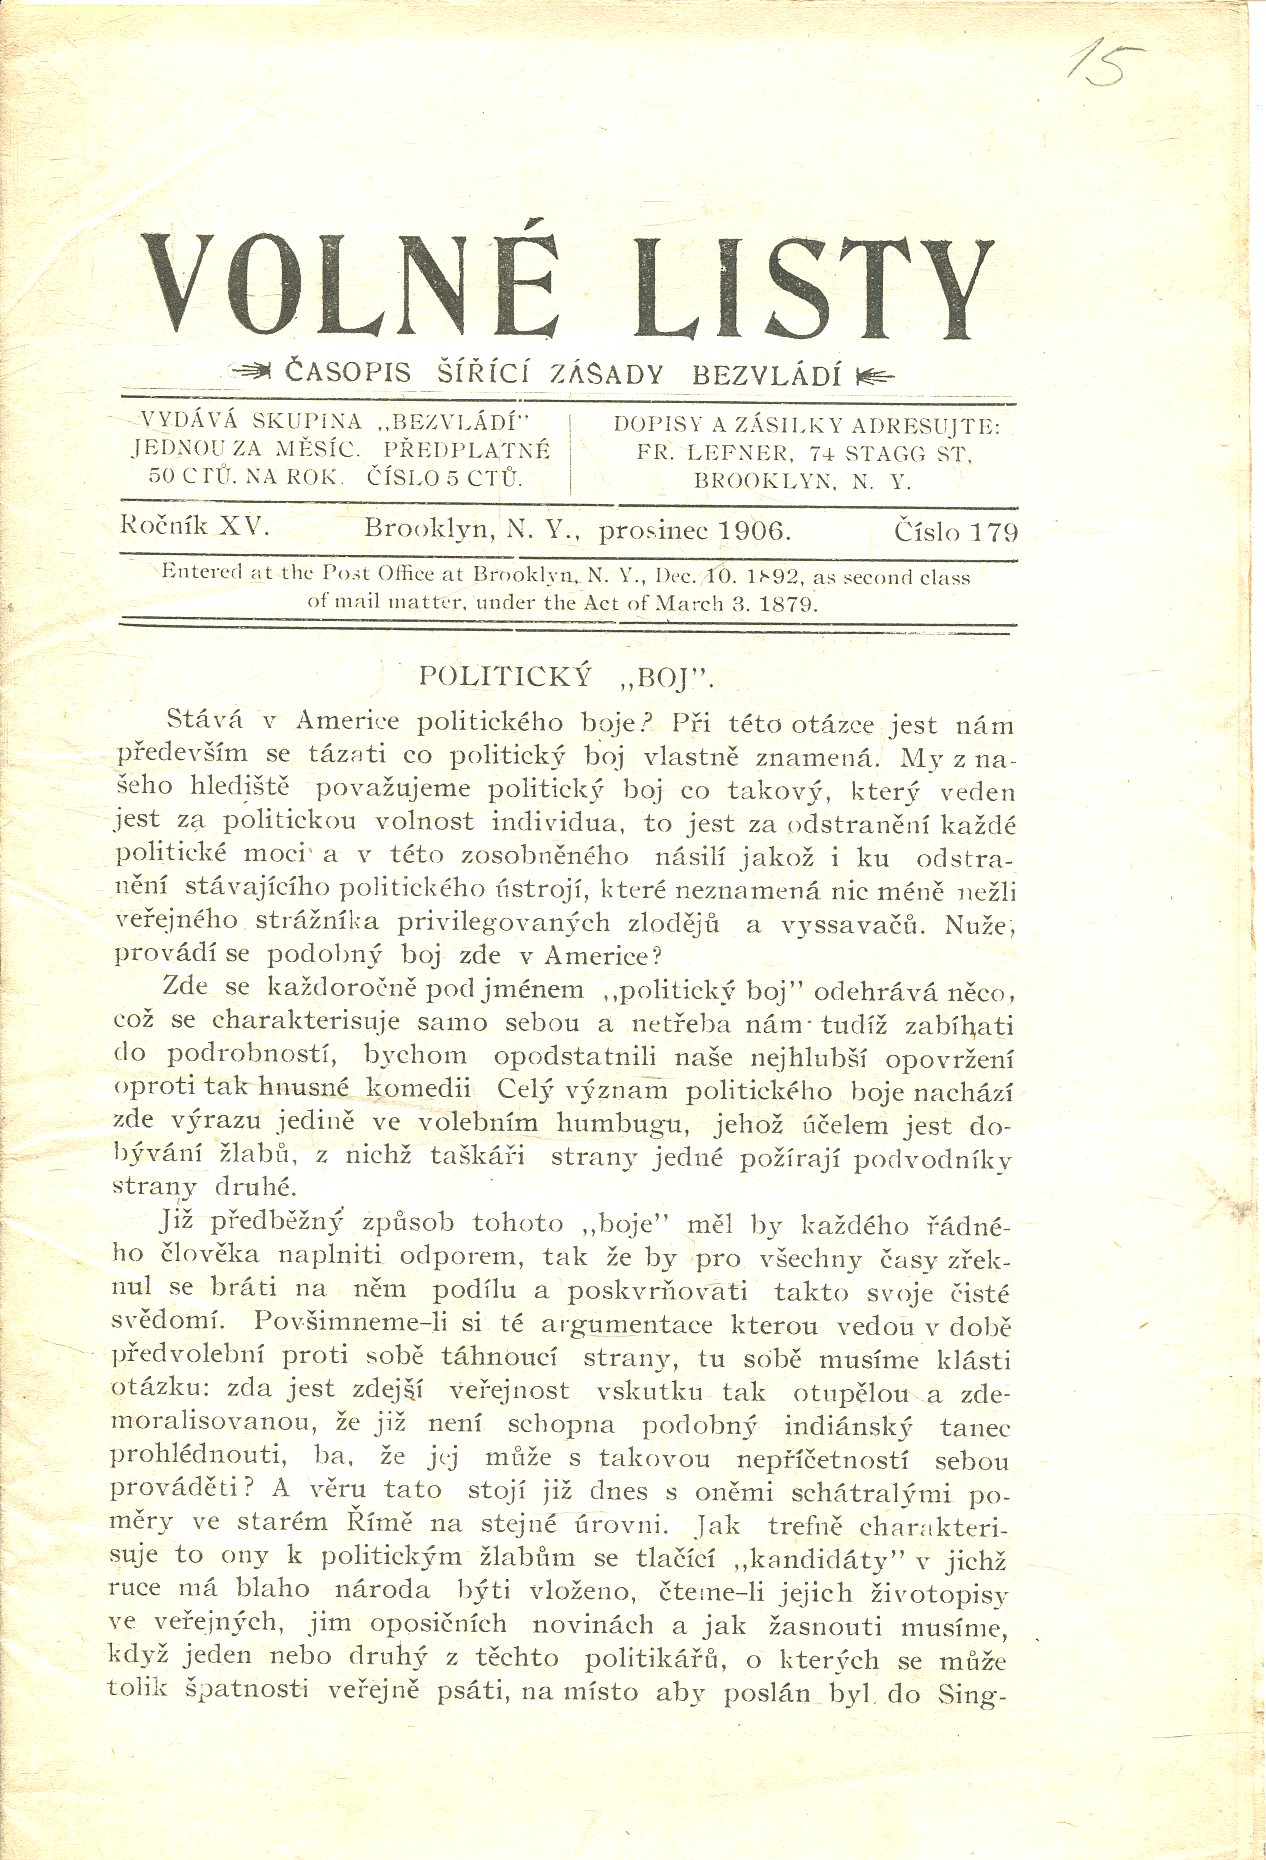 15
VOLNÉ LISTY
ČASOPIS ŠÍŘÍCÍ ZÁSADY BEZVLÁDÍ
VYDÁVÁ SKUPINA ,,BEZVLÁDÍ”
JEDNOU ZA MĚSÍC. PŘEDPLATNÉ
50 CTŮ. NA ROK. ČÍSLO 5 CTŮ.
DOPISY A ZÁSILKY ADRESUJTE:
FR. LEFNER, 74 STAGG ST.
BROOKLYN, N. Y.
Ročník XV. Brooklyn, N. Y., prosinec 1906. Číslo 179
Entered at the Post Office at Brooklyn, N. Y., Dec. 10. 1892, as second class
of mail matter, under the Act of March 3. 1879.
POLITICKÝ ,,BOJ”.
Stává v Americe politického boje? Při této otázce jest nám
především se tázati co politický boj vlastně znamená. My z na-
šeho hlediště považujeme politický boj co takový, který veden
jest za politickou volnost individua, to jest za odstranění každé
politické moci a v této zosobněného násilí jakož i ku odstra-
nění stávajícího politického ústrojí, které neznamená nic méně nežli
veřejného strážníka privilegovaných zlodějů a vyssavačů. Nuže,
provádí se podobný boj zde v Americe?
Zde se každoročně pod jménem ,,politický boj” odehrává něco,
což se charakterisuje samo sebou a netřeba nám tudíž zabíhati
do podrobností, bychom opodstatnili naše nejhlubší opovržení
oproti tak hnusné komedii Celý význam politického boje nachází
zde výrazu jedině ve volebním humbugu, jehož účelem jest do-
bývání žlabů, z nichž taškáři strany jedné požírají podvodníky
strany druhé.
Již předběžný způsob tohoto ,,boje” měl by každého řádné-
ho člověka naplniti odporem, tak že by pro všechny časy zřek-
nul se bráti na něm podílu a poskvrňovati takto svoje čisté
svědomí. Povšimneme-li si té argumentace kterou vedou v době
předvolební proti sobě táhnoucí strany, tu sobě musíme klásti
otázku: zda jest zdejší veřejnost vskutku tak otupělou a zde-
moralisovanou, že již není schopna podobný indiánský tanec
prohlédnouti, ba, že jej může s takovou nepříčetností sebou
prováděti? A věru tato stojí již dnes s oněmi schátralými po-
měry ve starém Římě na stejné úrovni. Jak trefně charakteri-
suje to ony k politickým žlabům se tlačící ,,kandidáty” v jichž
ruce má blaho národa býti vloženo, čteme-li jejich životopisy
ve veřejných, jim oposičních novinách a jak žasnouti musíme,
když jeden nebo druhý z těchto politikářů, o kterých se může
tolik špatnosti veřejně psáti, na místo aby poslán byl do Sing-